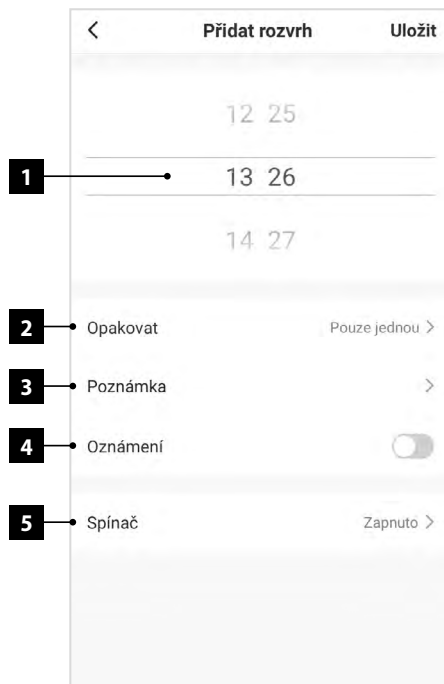 Přidat rozvrh Uložit
12 25
1 13 26
14 27
2 Opakovat Pouze jednou
3 Poznámka
4 Oznámení
5 Spínač Zapnuto